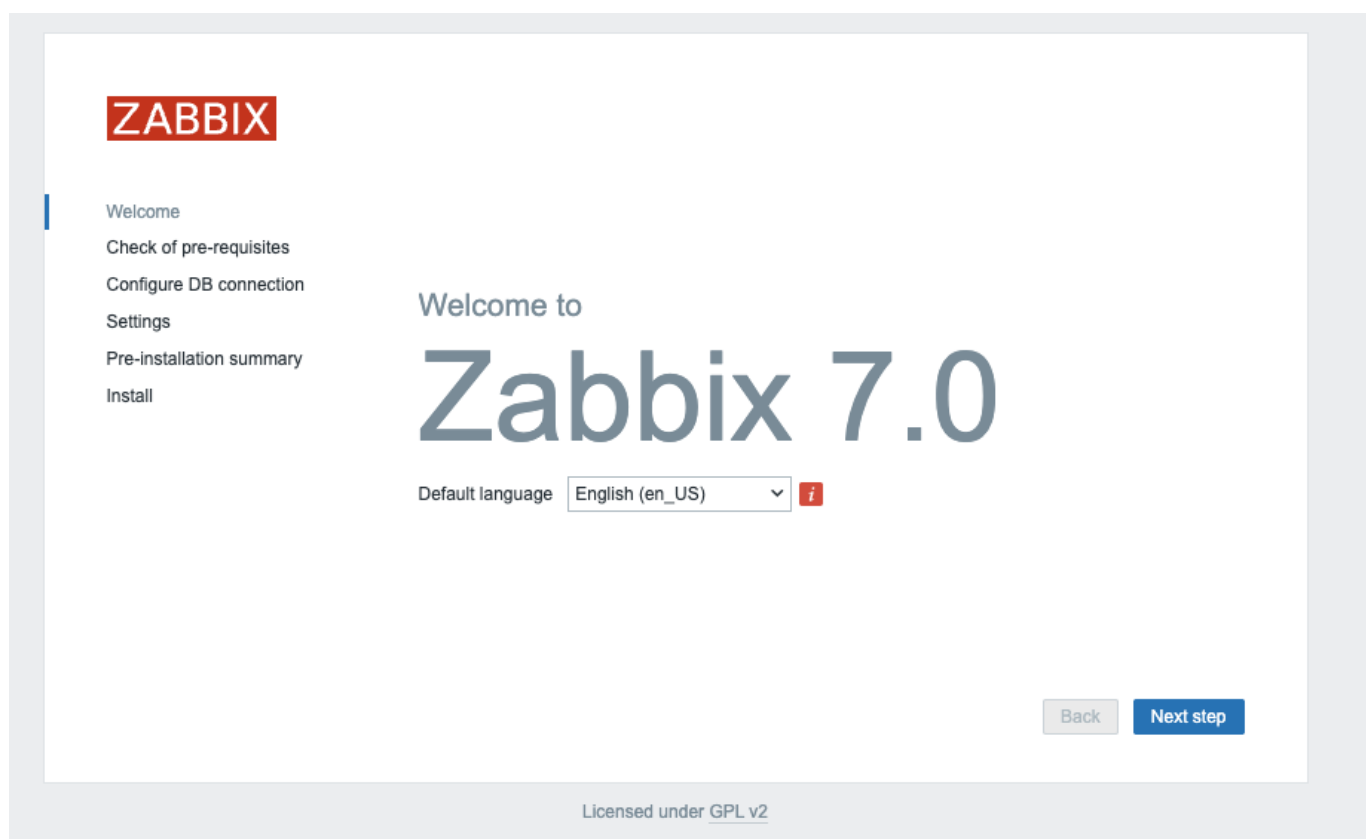 ZABBIX
Welcome
Check of pre-requisites
Configure DB connection
Settings
Pre-installation summary
Install
Welcome to
Zabbix 7.0
Default language English (en_US) i
Back Next step
Licensed under GPL v2